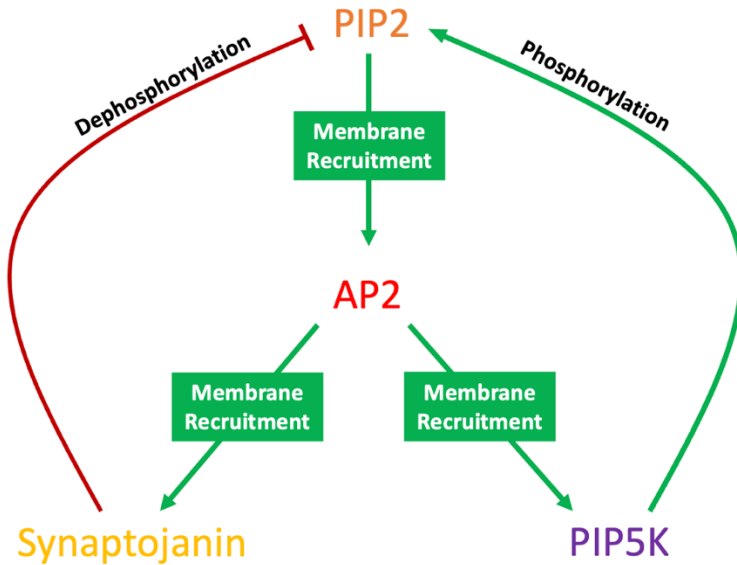 PIP2
Dephosphorylation
Phosphorylation
Membrane
Recruitment
AP2
Membrane
Recruitment
Membrane
Recruitment
Synaptojanin
PIP5K